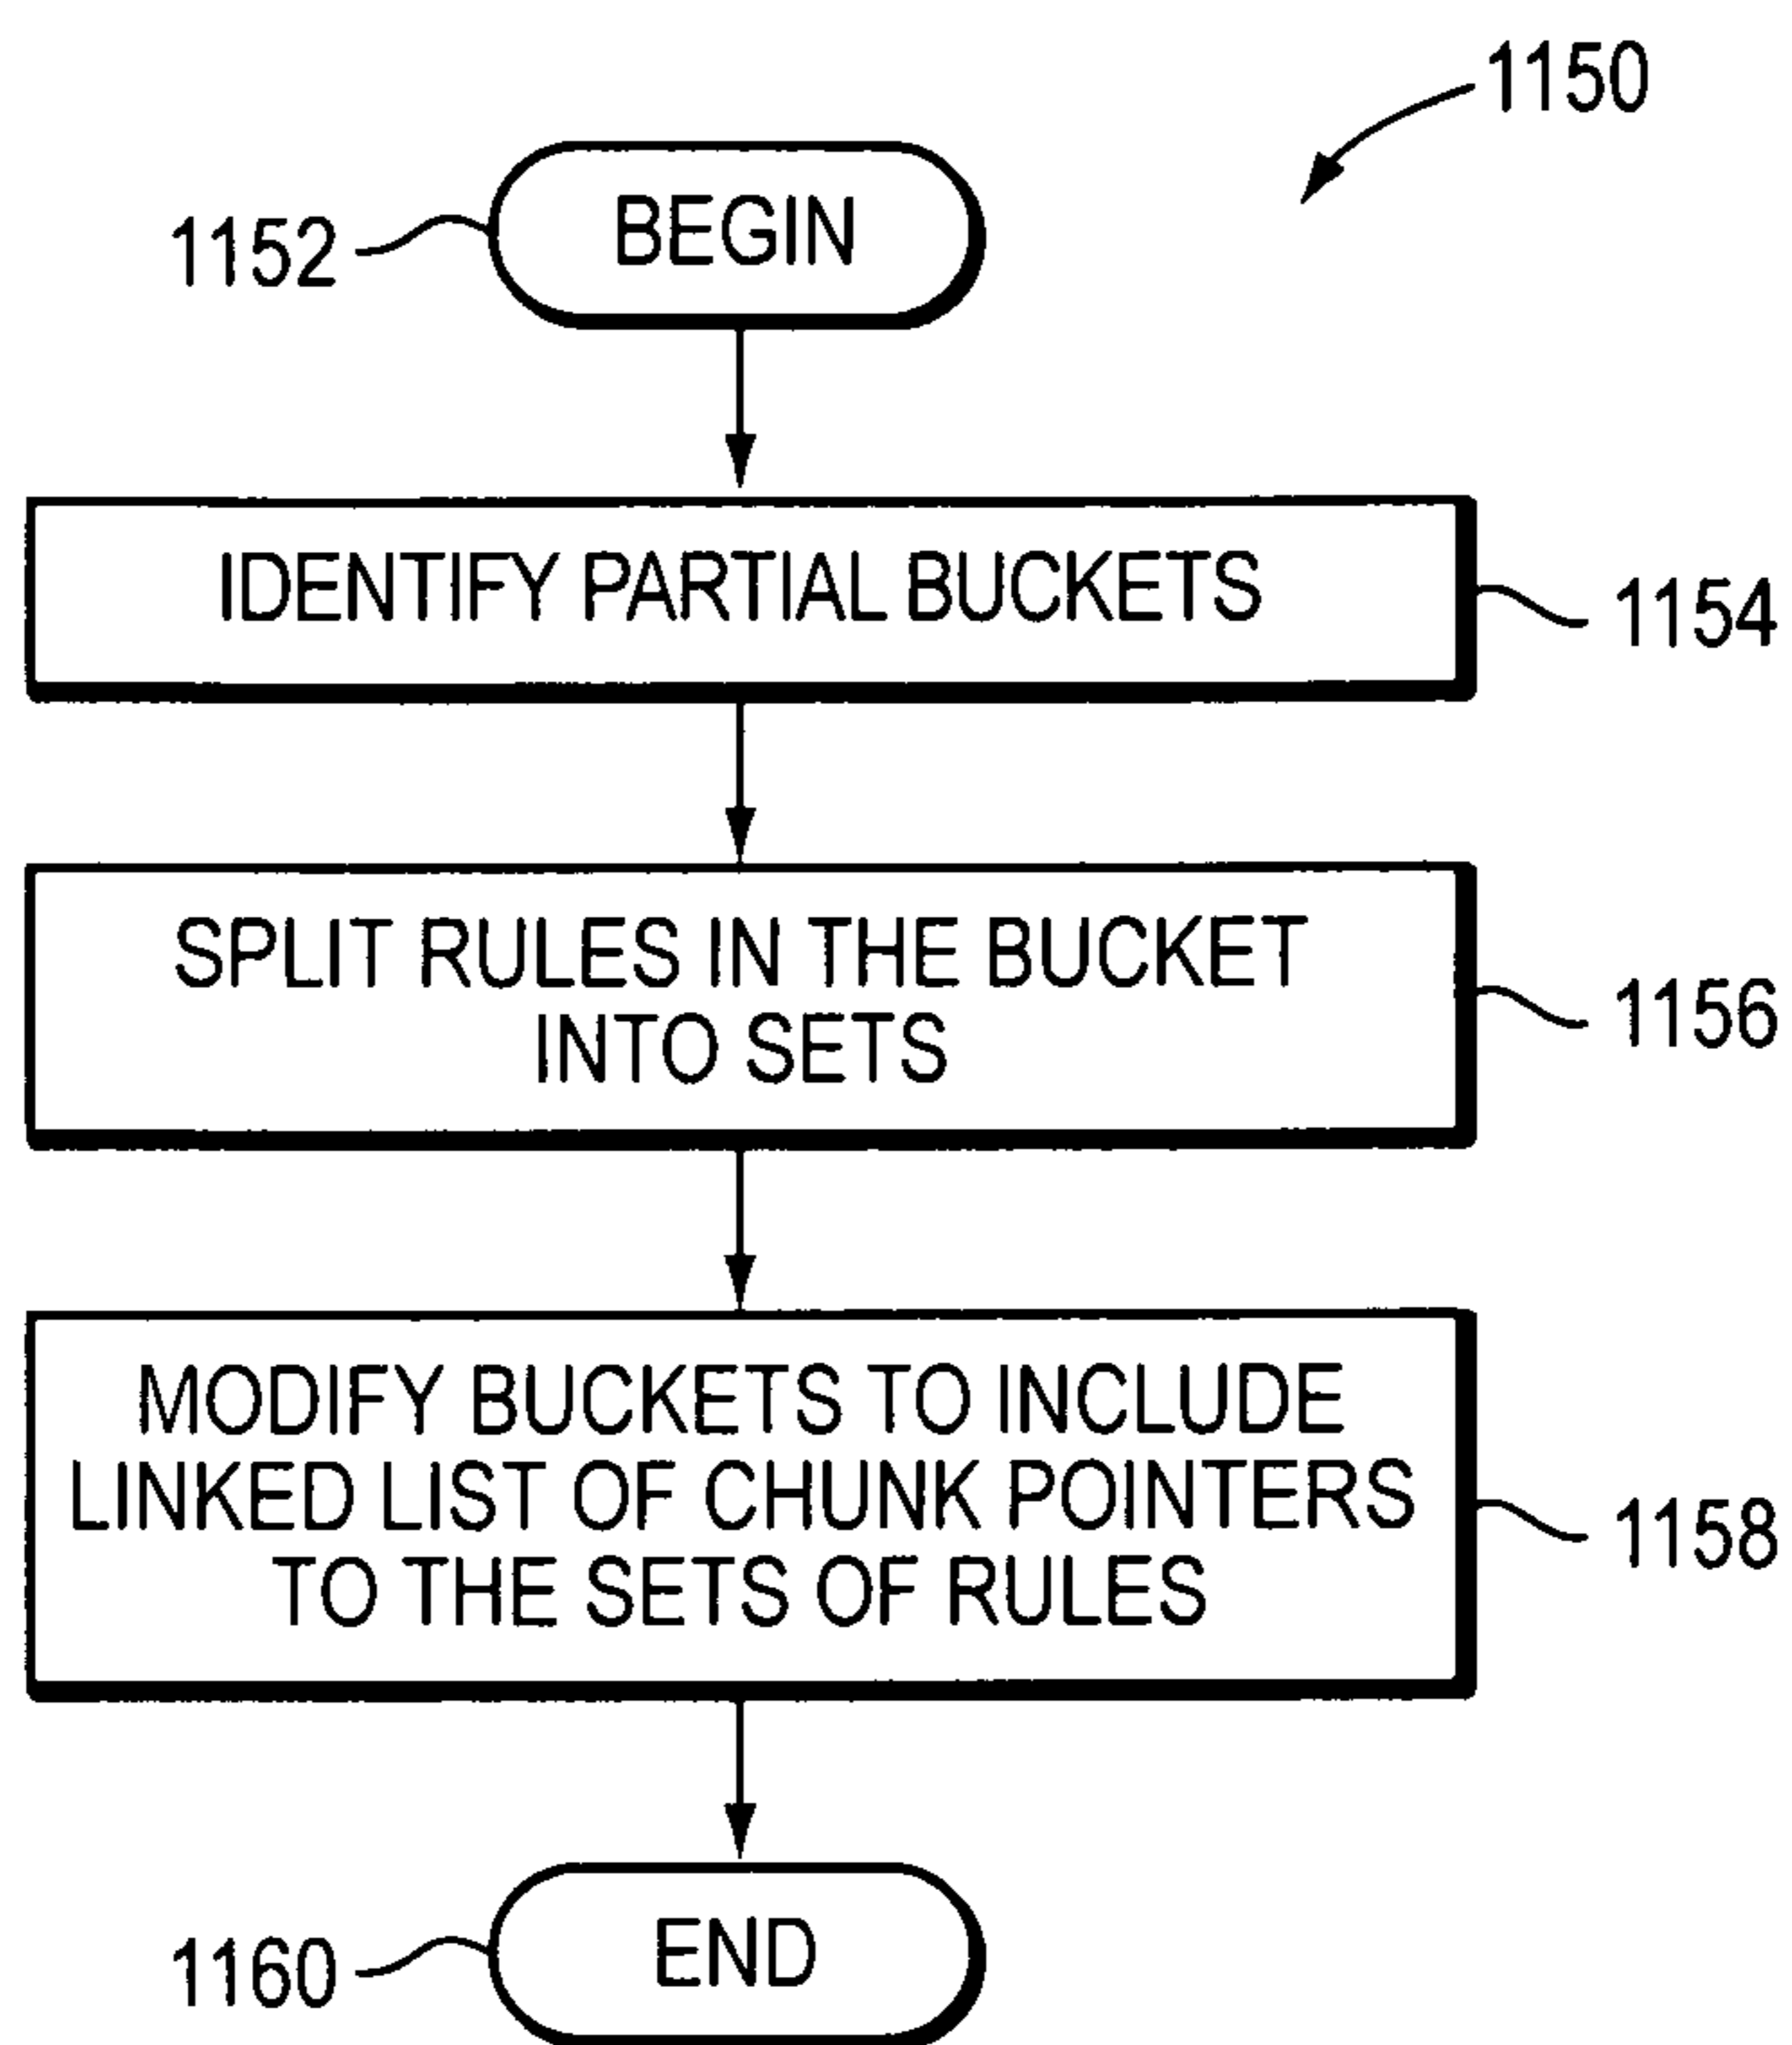 1150
1152
BEGIN
IDENTIFY PARTIAL BUCKETS
1154
SPLIT RULES IN THE BUCKET
INTO SETS
1156
MODIFY BUCKETS TO INCLUDE
LINKED LIST OF CHUNK POINTERS
TO THE SETS OF RULES
1158
1160
END